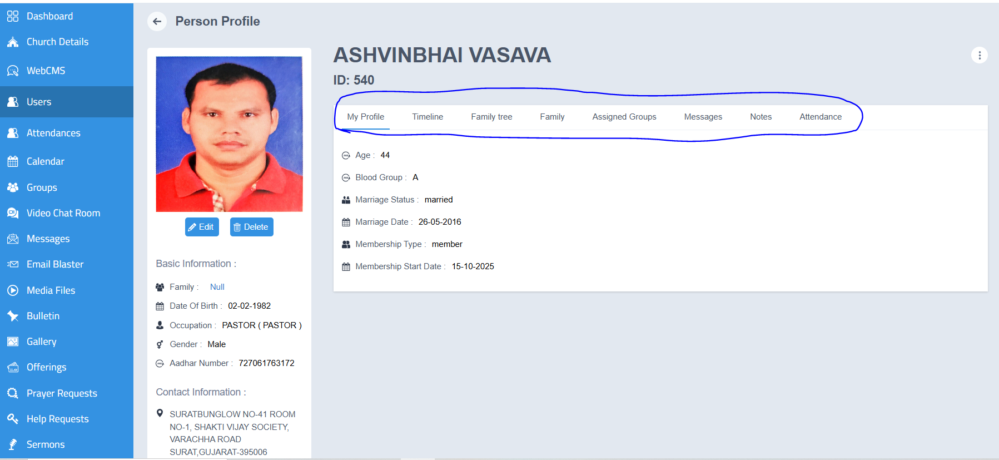 Dashboard
Church Details
WebCMS
Users
Attendances
Calendar
Groups
Video Chat Room
Messages
Email Blaster
Media Files
Bulletin
Gallery
Offerings
Prayer Requests
Help Requests
Sermons
Person Profile
Edit Delete
Basic Information :
Family : Null
Date Of Birth : 02-02-1982
Occupation : PASTOR ( PASTOR )
Gender : Male
Aadhar Number : 727061763172
Contact Information :
SURATBUNGLOW NO-41 ROOM
NO-1, SHAKTI VIJAY SOCIETY,
VARACHHA ROAD
SURAT,GUJARAT-395006
ASHVINBHAI VASAVA
ID: 540
My Profile Timeline Family tree Family Assigned Groups Messages Notes Attendance
Age : 44
Blood Group : A
Marriage Status : married
Marriage Date : 26-05-2016
Membership Type : member
Membership Start Date : 15-10-2025